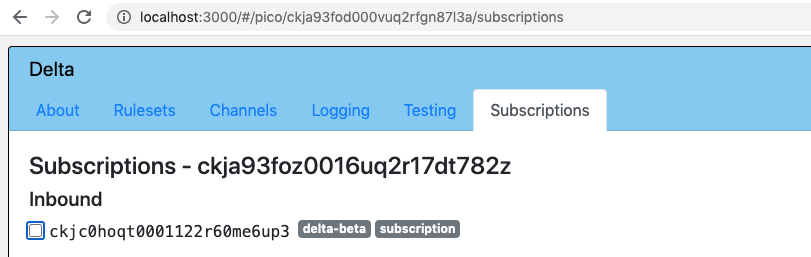 localhost:3000/#/pico/ckja93fod000vuq2rfgn87l3a/subscriptions
Delta
About Rulesets Channels Logging Testing Subscriptions
Subscriptions - ckja93foz0016uq2r17dt782z
Inbound
ckjc0hoqt0001122r60me6up3 delta-beta subscription